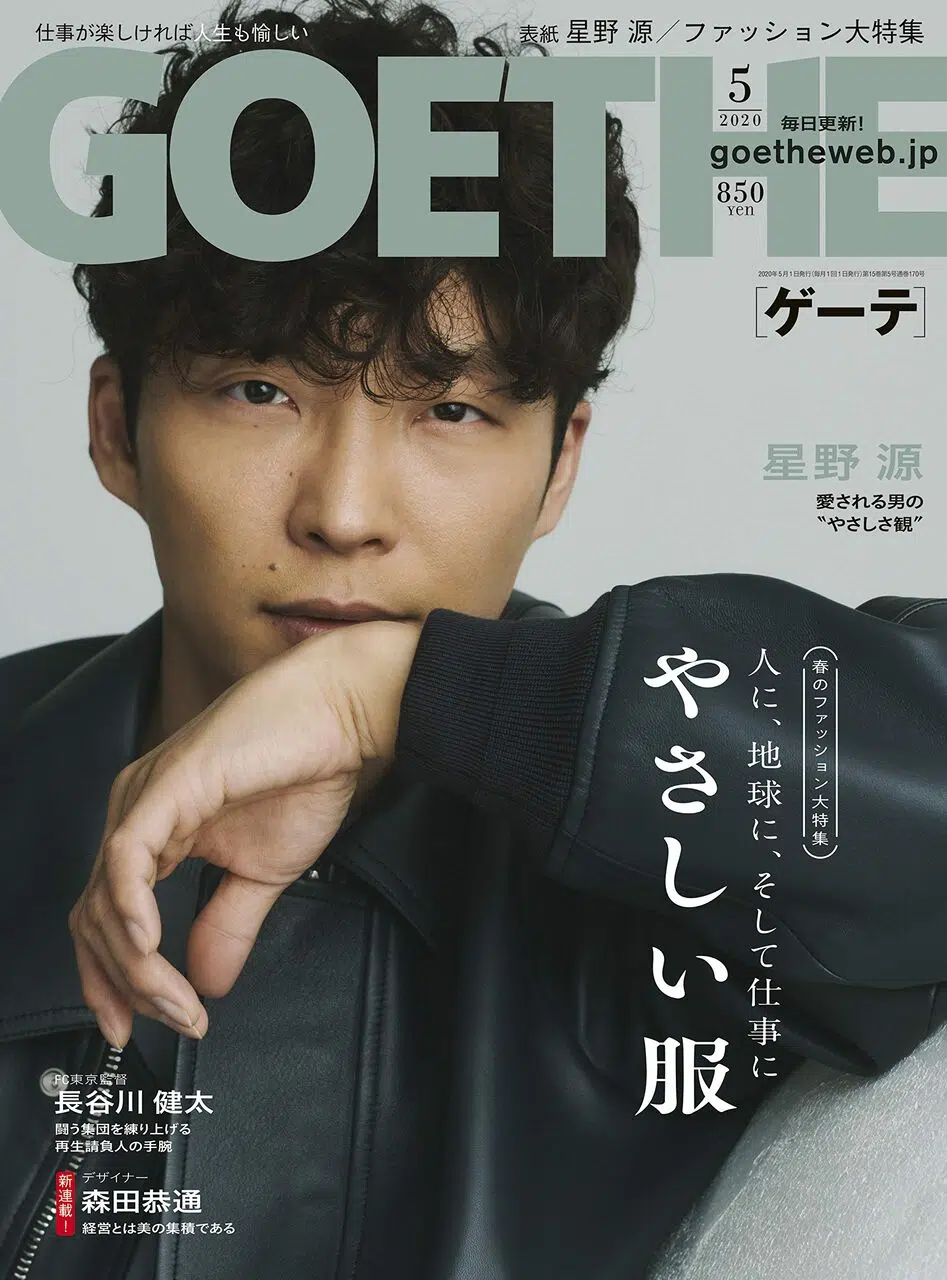 仕事が楽しければ人生も愉しい
表紙 星野 源／ファッション大特集
GOETHE
5
2020
毎日更新！
goetheweb.jp
850
yen
2020年5月1日発行(毎月1回1日発行)第15巻第5号通巻170号
[ゲーテ]
星野 源
愛される男の
“やさしさ観”
春のファッション大特集
人に、地球に、そして仕事に
やさしい服
FC東京監督
長谷川 健太
闘う集団を練り上げる
再生請負人の手腕
新連載！
デザイナー
森田恭通
経営とは美の集積である